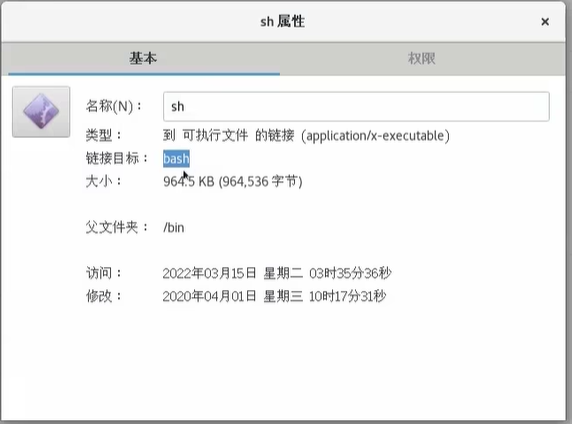 sh 属性
×
基本 权限
名称(N)： sh
类型： 到 可执行文件 的链接 (application/x-executable)
链接目标： bash
大小： 964.5 KB (964,536 字节)
父文件夹： /bin
访问： 2022年03月15日 星期二 03时35分36秒
修改： 2020年04月01日 星期三 10时17分31秒